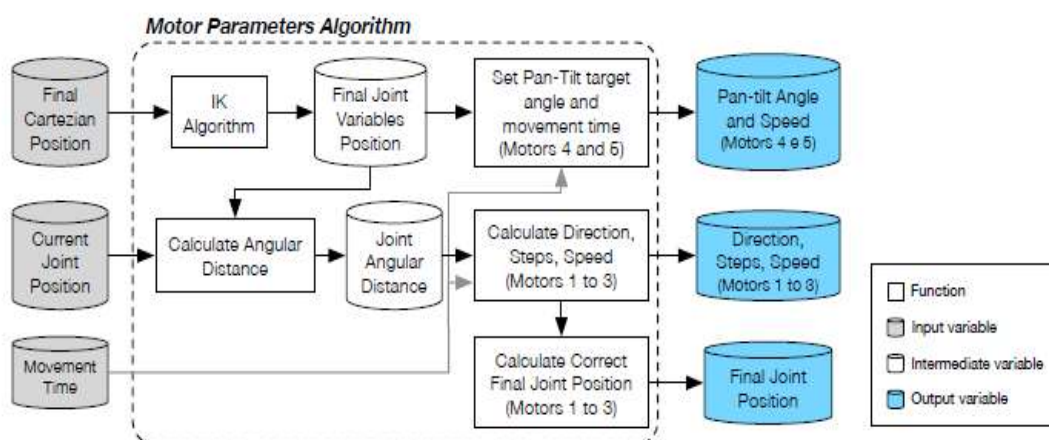 Motor Parameters Algorithm
Final
Cartezian
Position
IK
Algorithm
Final Joint
Variables
Position
Set Pan-Tilt target
angle and
movement time
(Motors 4 and 5)
Pan-tilt Angle
and Speed
(Motors 4 e 5)
Current
Joint
Position
Calculate Angular
Distance
Joint
Angular
Distance
Calculate Direction,
Steps, Speed
(Motors 1 to 3)
Direction,
Steps, Speed
(Motors 1 to 3)
Movement
Time
Calculate Correct
Final Joint Position
(Motors 1 to 3)
Final Joint
Position
Function
Input variable
Intermediate variable
Output variable